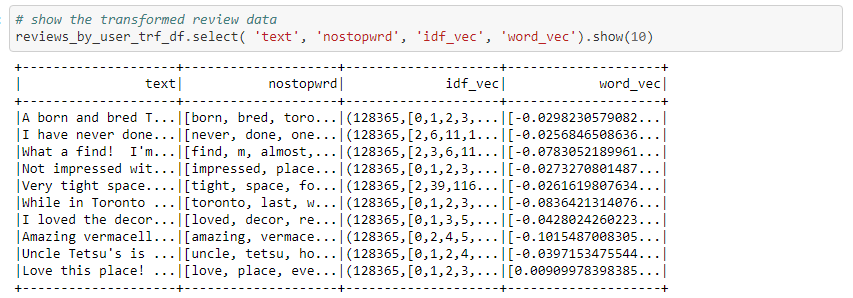 # show the transformed review data
reviews_by_user_trf_df.select( 'text', 'nostopwrd', 'idf_vec', 'word_vec').show(10)
+--------------------+--------------------+--------------------+--------------------+
|                text|           nostopwrd|             idf_vec|            word_vec|
+--------------------+--------------------+--------------------+--------------------+
|A born and bred T...|[born, bred, toro...|(128365,[0,1,2,3,...|[-0.0298230579082...|
|I have never done...|[never, done, one...|(128365,[2,6,11,1...|[-0.0256846508636...|
|What a find!  I'm...|[find, m, almost,...|(128365,[2,3,6,11...|[-0.0783052189961...|
|Not impressed wit...|[impressed, place...|(128365,[0,1,2,3,...|[-0.0273270801487...|
|Very tight space....|[tight, space, fo...|(128365,[2,39,116...|[-0.0261619807634...|
|While in Toronto ...|[toronto, last, w...|(128365,[0,1,2,3,...|[-0.0836421314076...|
|I loved the decor...|[loved, decor, re...|(128365,[0,1,3,5,...|[-0.0428024260223...|
|Amazing vermacell...|[amazing, vermace...|(128365,[0,2,4,5,...|[-0.1015487008305...|
|Uncle Tetsu's is ...|[uncle, tetsu, ho...|(128365,[0,1,2,4,...|[-0.0397153475544...|
|Love this place! ...|[love, place, eve...|(128365,[0,1,2,3,...|[0.00909978398385...|
+--------------------+--------------------+--------------------+--------------------+